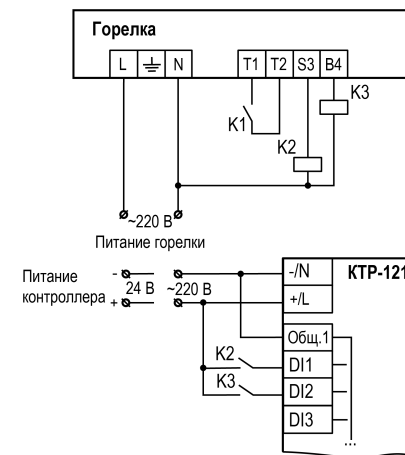 Горелка
L N T1 T2 S3 B4
K1
K2
K3
~220 В
Питание горелки
Питание контроллера
- +
24 В
~220 В
-/N
+/L
КТР-121
Общ.1
K2
DI1
K3
DI2
DI3
...